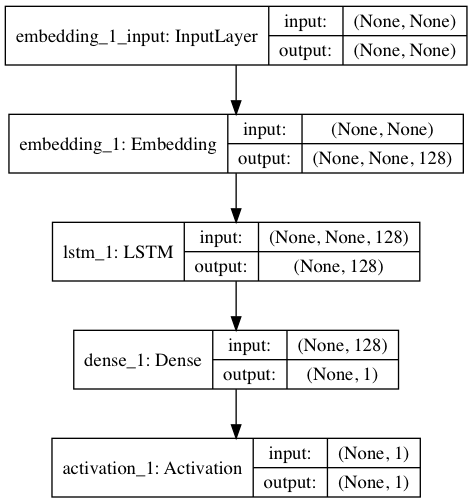 embedding_1_input: InputLayer
input: (None, None)
output: (None, None)
embedding_1: Embedding
input: (None, None)
output: (None, None, 128)
lstm_1: LSTM
input: (None, None, 128)
output: (None, 128)
dense_1: Dense
input: (None, 128)
output: (None, 1)
activation_1: Activation
input: (None, 1)
output: (None, 1)